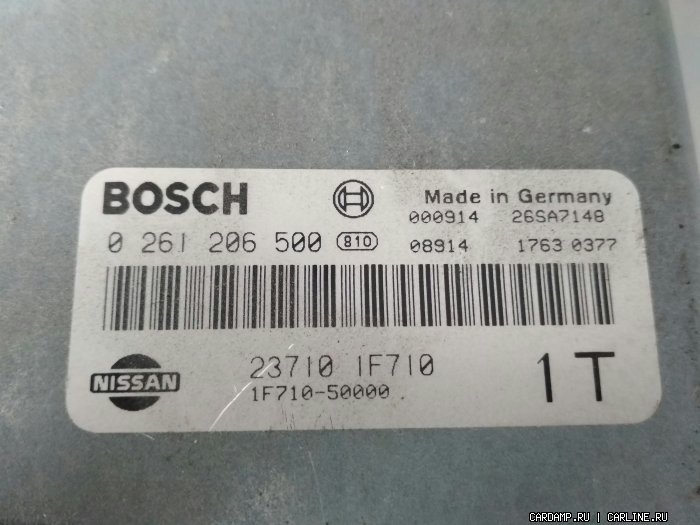 BOSCH
Made in Germany
000914 26SA7148
0 261 206 500 810
08914 1763 0377
NISSAN
23710 1F710
1F710-50000
1T
CARDAMP.RU | CARLINE.RU